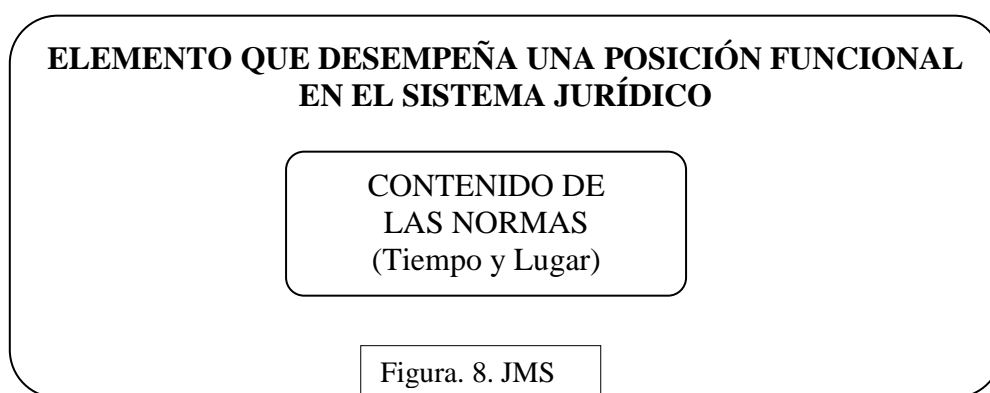 ELEMENTO QUE DESEMPEÑA UNA POSICIÓN FUNCIONAL
EN EL SISTEMA JURÍDICO
CONTENIDO DE
LAS NORMAS
(Tiempo y Lugar)
Figura. 8. JMS